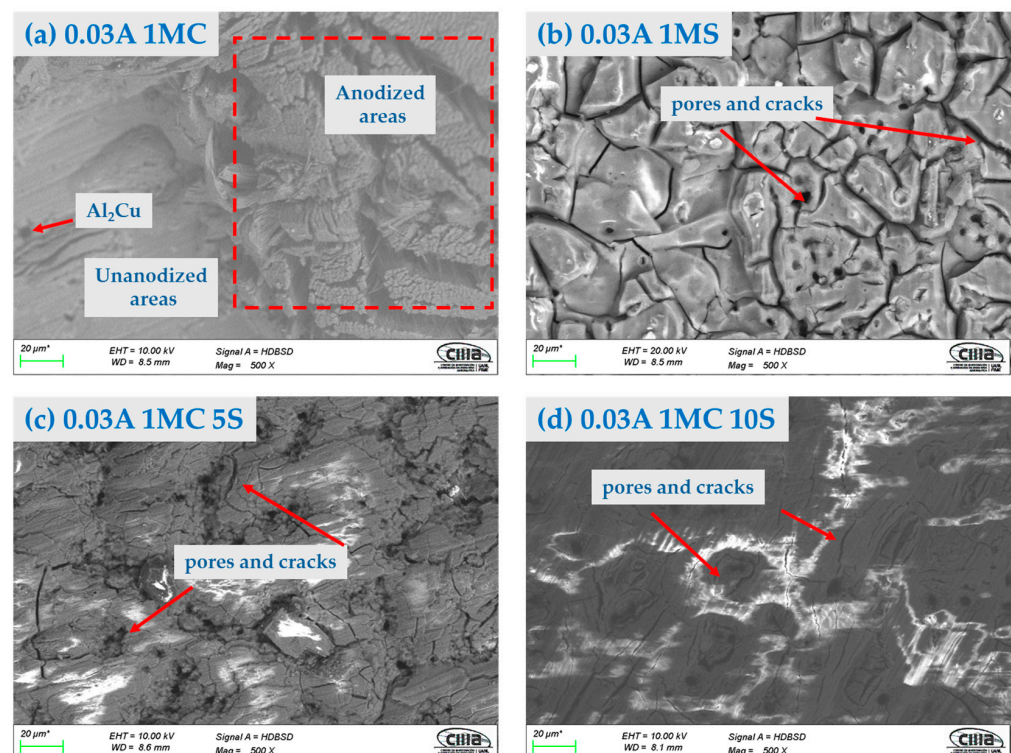 (a) 0.03A 1MC
Anodized
areas
Al₂Cu
Unanodized
areas
20 µm*
EHT = 10.00 kV
WD = 8.5 mm
Signal A = HDBSD
Mag = 500 X
CIIIA
(b) 0.03A 1MS
pores and cracks
20 µm*
EHT = 20.00 kV
WD = 8.5 mm
Signal A = HDBSD
Mag = 500 X
CIIIA
(c) 0.03A 1MC 5S
pores and cracks
20 µm*
EHT = 10.00 kV
WD = 8.6 mm
Signal A = HDBSD
Mag = 500 X
CIIIA
(d) 0.03A 1MC 10S
pores and cracks
20 µm*
EHT = 10.00 kV
WD = 8.1 mm
Signal A = HDBSD
Mag = 500 X
CIIIA